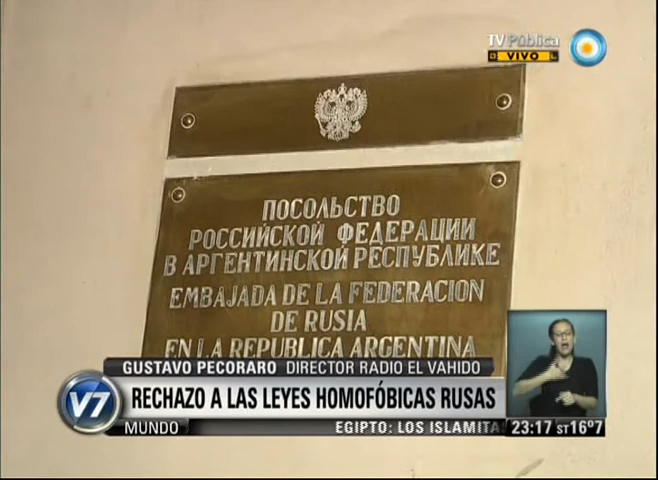 TV Pública
VIVO
ПОСОЛЬСТВО
РОССИЙСКОЙ ФЕДЕРАЦИИ
В АРГЕНТИНСКОЙ РЕСПУБЛИКЕ
EMBAJADA DE LA FEDERACION
DE RUSIA
EN LA REPUBLICA ARGENTINA
GUSTAVO PECORARO DIRECTOR RADIO EL VAHIDO
V7
RECHAZO A LAS LEYES HOMOFÓBICAS RUSAS
MUNDO EGIPTO: LOS ISLAMITAS 23:17 ST 16°7